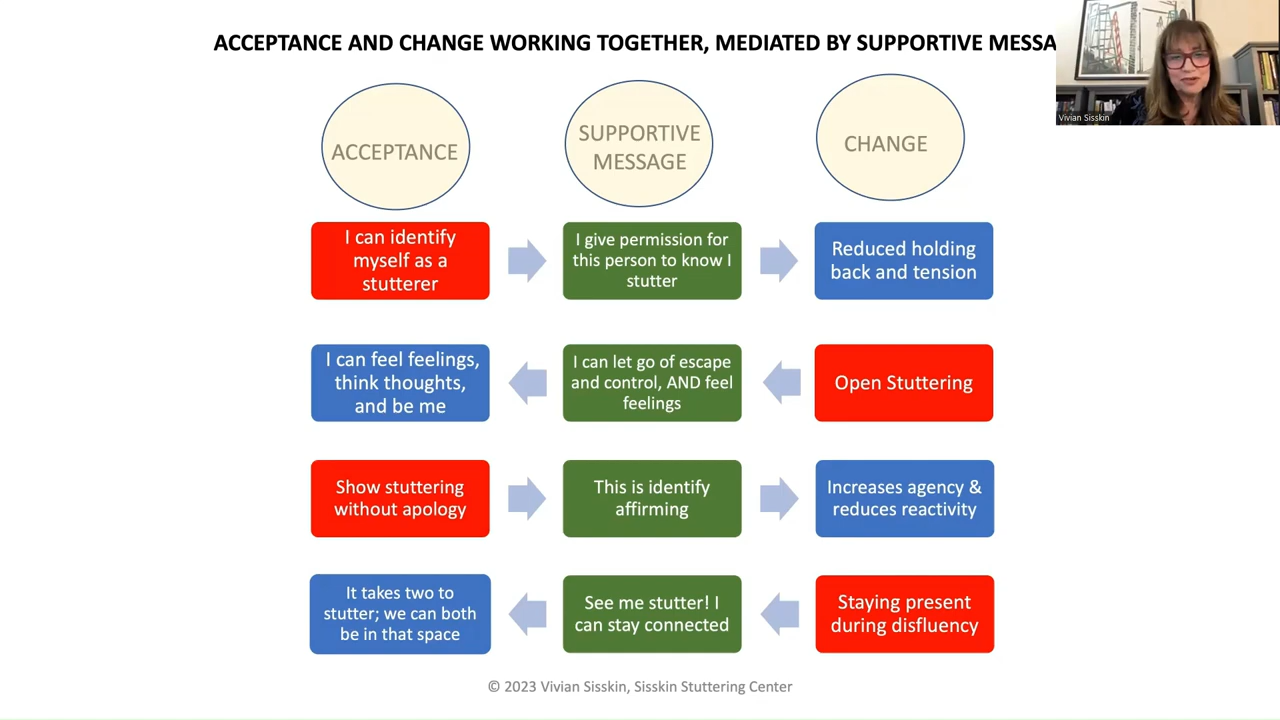 ACCEPTANCE AND CHANGE WORKING TOGETHER, MEDIATED BY SUPPORTIVE MESSA
Vivian Sisskin
ACCEPTANCE
SUPPORTIVE
MESSAGE
CHANGE
I can identify
myself as a
stutterer
I give permission for
this person to know I
stutter
Reduced holding
back and tension
I can feel feelings,
think thoughts,
and be me
I can let go of escape
and control, AND feel
feelings
Open Stuttering
Show stuttering
without apology
This is identify
affirming
Increases agency &
reduces reactivity
It takes two to
stutter; we can both
be in that space
See me stutter! I
can stay connected
Staying present
during disfluency
© 2023 Vivian Sisskin, Sisskin Stuttering Center